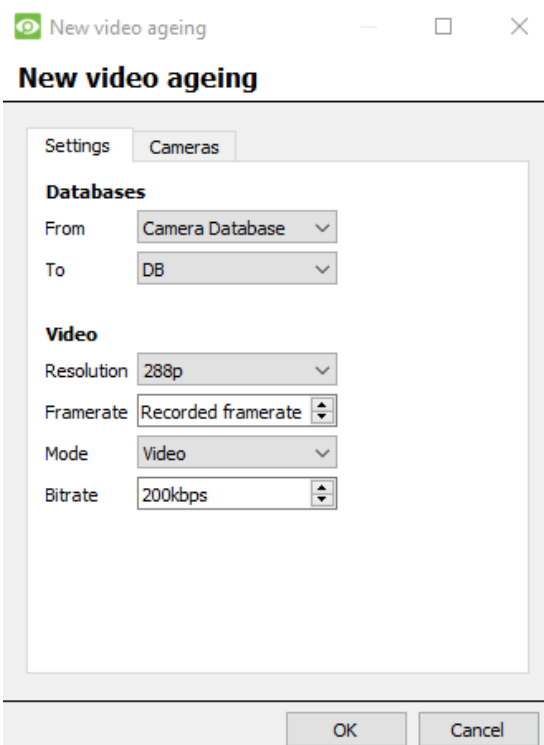 New video ageing
New video ageing
Settings Cameras
Databases
From Camera Database
To DB
Video
Resolution 288p
Framerate Recorded framerate
Mode Video
Bitrate 200kbps
OK Cancel